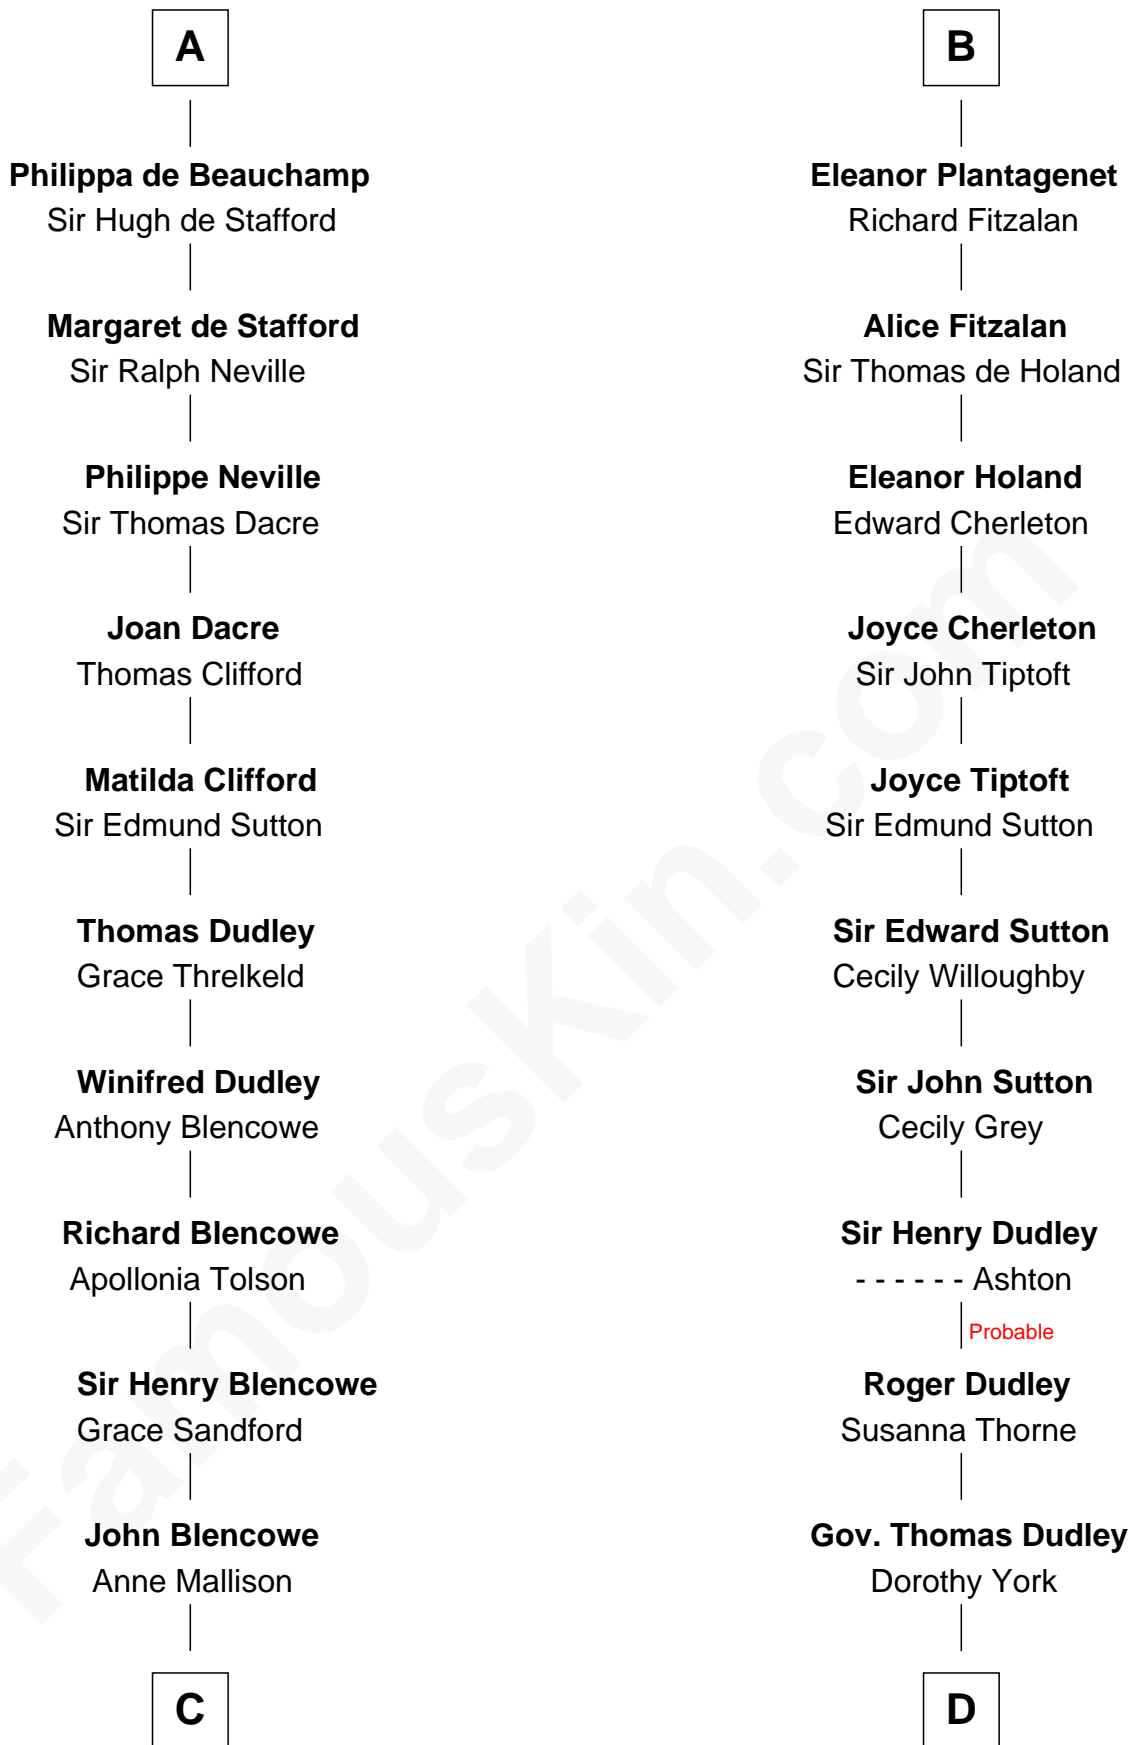 A
Philippa de Beauchamp
Sir Hugh de Stafford
Margaret de Stafford
Sir Ralph Neville
Philippe Neville
Sir Thomas Dacre
Joan Dacre
Thomas Clifford
Matilda Clifford
Sir Edmund Sutton
Thomas Dudley
Grace Threlkeld
Winifred Dudley
Anthony Blencowe
Richard Blencowe
Apollonia Tolson
Sir Henry Blencowe
Grace Sandford
John Blencowe
Anne Mallison
C
B
Eleanor Plantagenet
Richard Fitzalan
Alice Fitzalan
Sir Thomas de Holand
Eleanor Holand
Edward Cherleton
Joyce Cherleton
Sir John Tiptoft
Joyce Tiptoft
Sir Edmund Sutton
Sir Edward Sutton
Cecily Willoughby
Sir John Sutton
Cecily Grey
Sir Henry Dudley
- - - - - - Ashton
Probable
Roger Dudley
Susanna Thorne
Gov. Thomas Dudley
Dorothy York
D
FamousKin.com